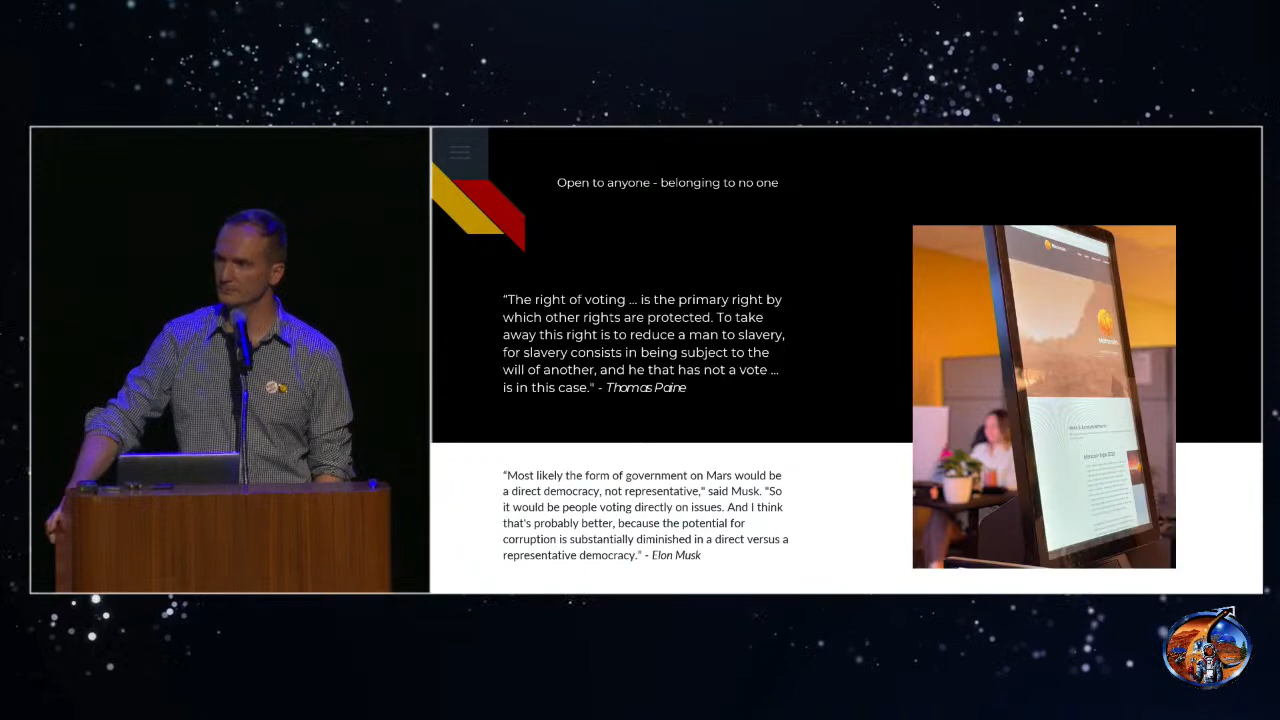 Open to anyone - belonging to no one
“The right of voting ... is the primary right by
which other rights are protected. To take
away this right is to reduce a man to slavery,
for slavery consists in being subject to the
will of another, and he that has not a vote ...
is in this case." - Thomas Paine
“Most likely the form of government on Mars would be
a direct democracy, not representative,” said Musk. “So
it would be people voting directly on issues. And I think
that's probably better, because the potential for
corruption is substantially diminished in a direct versus a
representative democracy.” - Elon Musk